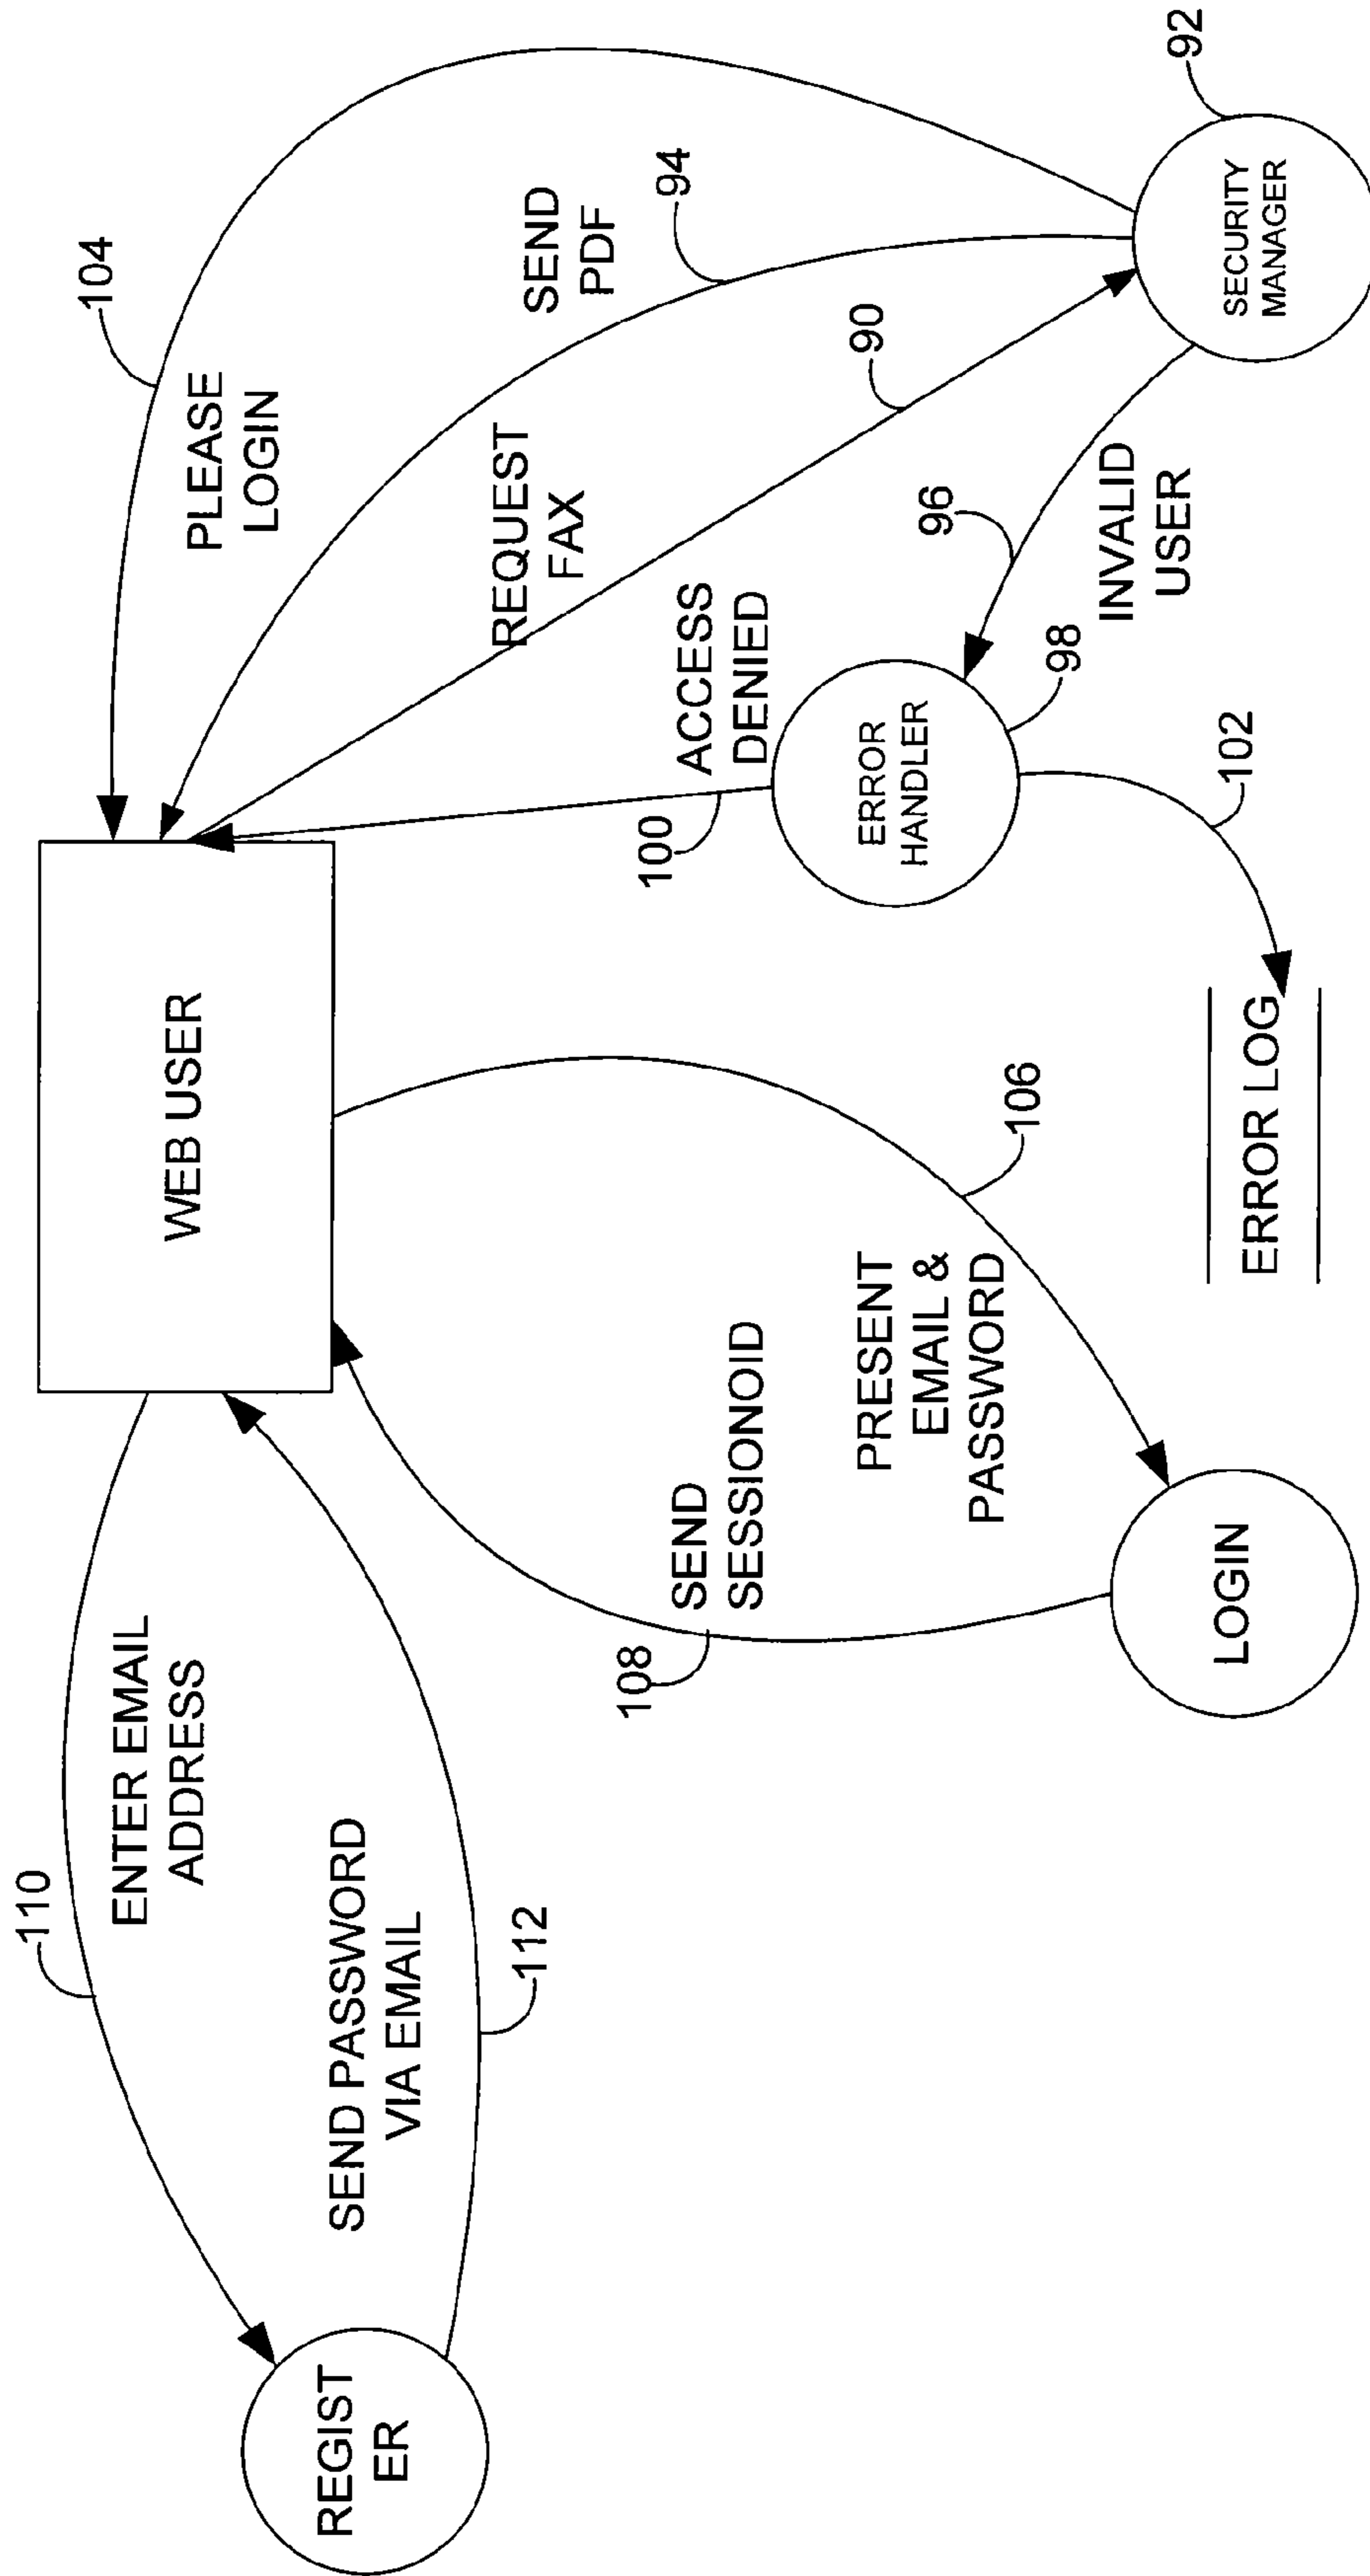 110
ENTER EMAIL
ADDRESS
REGIST
ER
SEND PASSWORD
VIA EMAIL
112
WEB USER
104
PLEASE
LOGIN
SEND
PDF
94
REQUEST
FAX
90
108
SEND
SESSIONOID
PRESENT
EMAIL &
PASSWORD
106
100
ACCESS
DENIED
96
INVALID
USER
ERROR
HANDLER
98
102
SECURITY
MANAGER
92
LOGIN
ERROR LOG